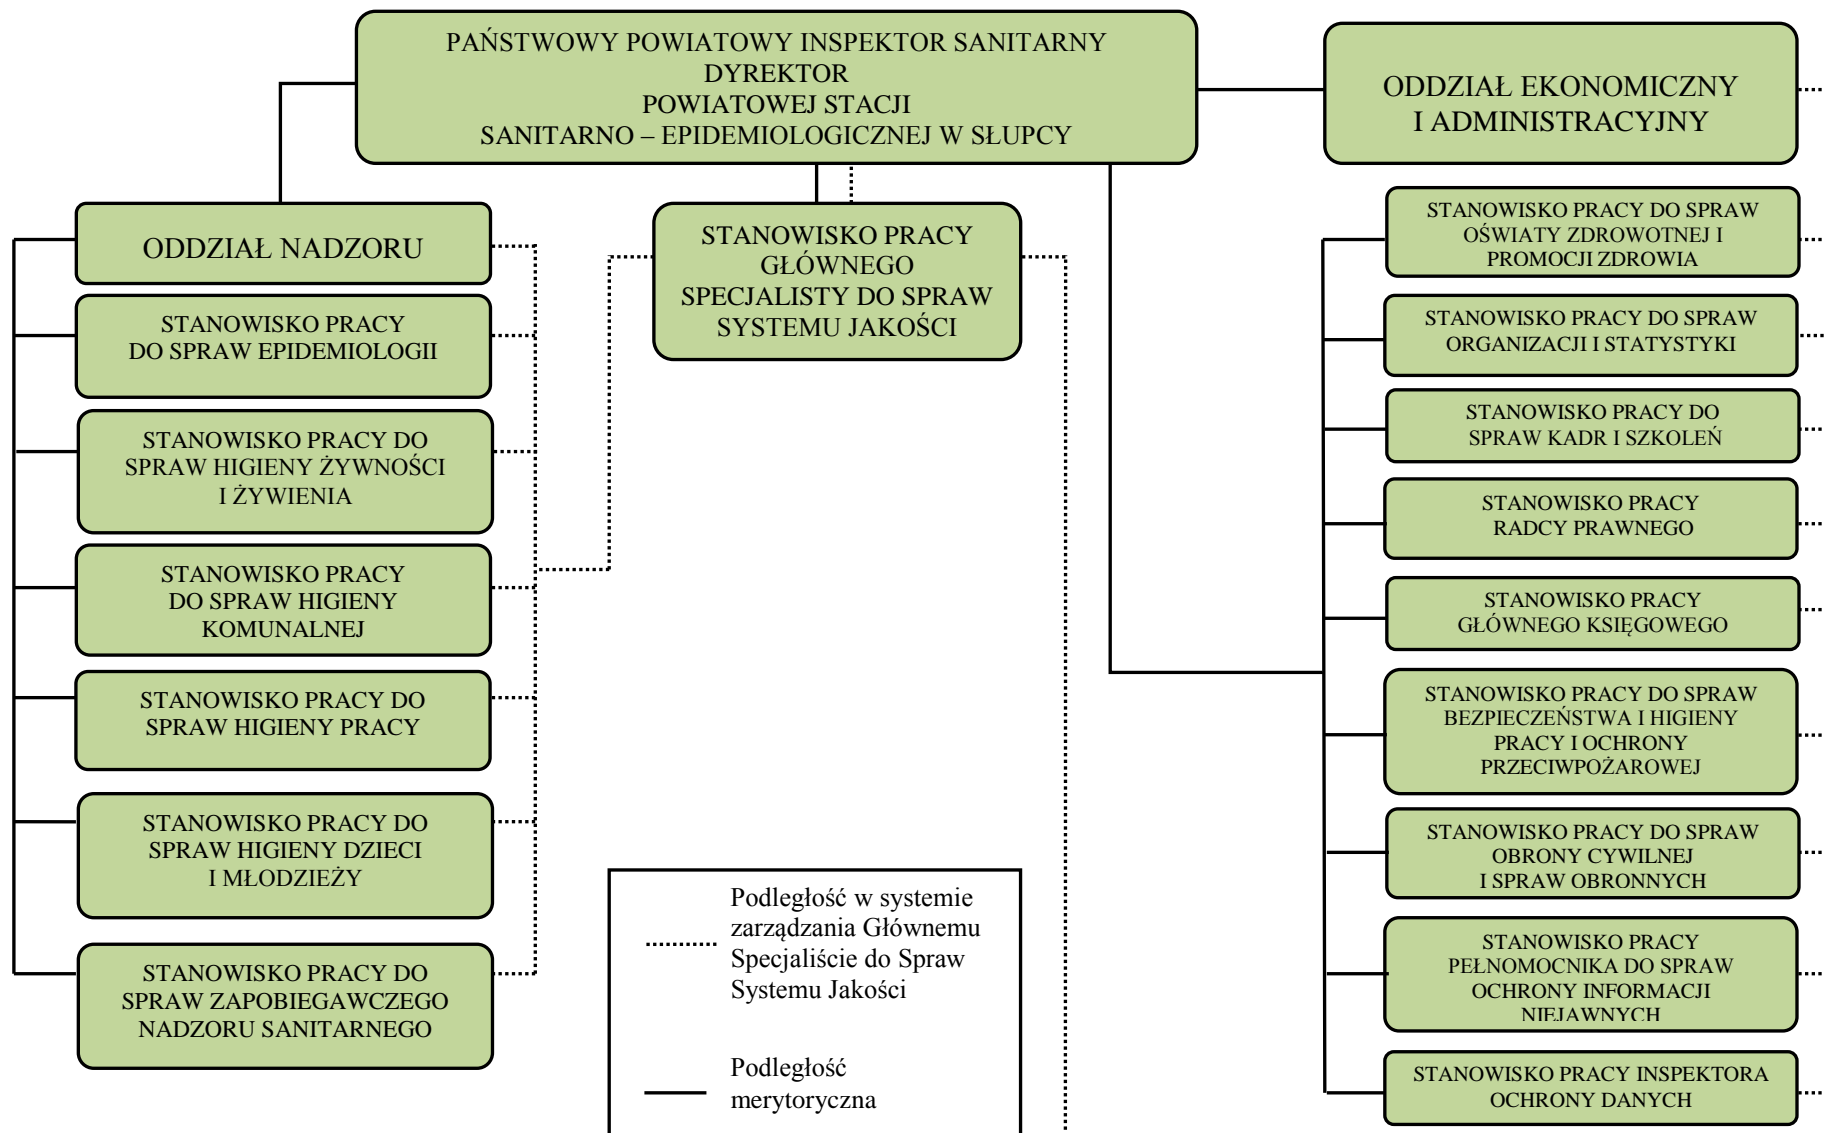 PAŃSTWOWY POWIATOWY INSPEKTOR SANITARNY
DYREKTOR
POWIATOWEJ STACJI
SANITARNO – EPIDEMIOLOGICZNEJ W SŁUPCY
ODDZIAŁ EKONOMICZNY
I ADMINISTRACYJNY
ODDZIAŁ NADZORU
STANOWISKO PRACY
DO SPRAW EPIDEMIOLOGII
STANOWISKO PRACY DO
SPRAW HIGIENY ŻYWNOŚCI
I ŻYWIENIA
STANOWISKO PRACY
DO SPRAW HIGIENY
KOMUNALNEJ
STANOWISKO PRACY DO
SPRAW HIGIENY PRACY
STANOWISKO PRACY DO
SPRAW HIGIENY DZIECI
I MŁODZIEŻY
STANOWISKO PRACY DO
SPRAW ZAPOBIEGAWCZEGO
NADZORU SANITARNEGO
STANOWISKO PRACY
GŁÓWNEGO
SPECJALISTY DO SPRAW
SYSTEMU JAKOŚCI
Podległość w systemie
zarządzania Głównemu
Specjaliście do Spraw
Systemu Jakości
Podległość
merytoryczna
STANOWISKO PRACY DO SPRAW
OŚWIATY ZDROWOTNEJ I
PROMOCJI ZDROWIA
STANOWISKO PRACY DO SPRAW
ORGANIZACJI I STATYSTYKI
STANOWISKO PRACY DO
SPRAW KADR I SZKOLEŃ
STANOWISKO PRACY
RADCY PRAWNEGO
STANOWISKO PRACY
GŁÓWNEGO KSIĘGOWEGO
STANOWISKO PRACY DO SPRAW
BEZPIECZEŃSTWA I HIGIENY
PRACY I OCHRONY
PRZECIWPOŻAROWEJ
STANOWISKO PRACY DO SPRAW
OBRONY CYWILNEJ
I SPRAW OBRONNYCH
STANOWISKO PRACY
PEŁNOMOCNIKA DO SPRAW
OCHRONY INFORMACJI
NIEJAWNYCH
STANOWISKO PRACY INSPEKTORA
OCHRONY DANYCH